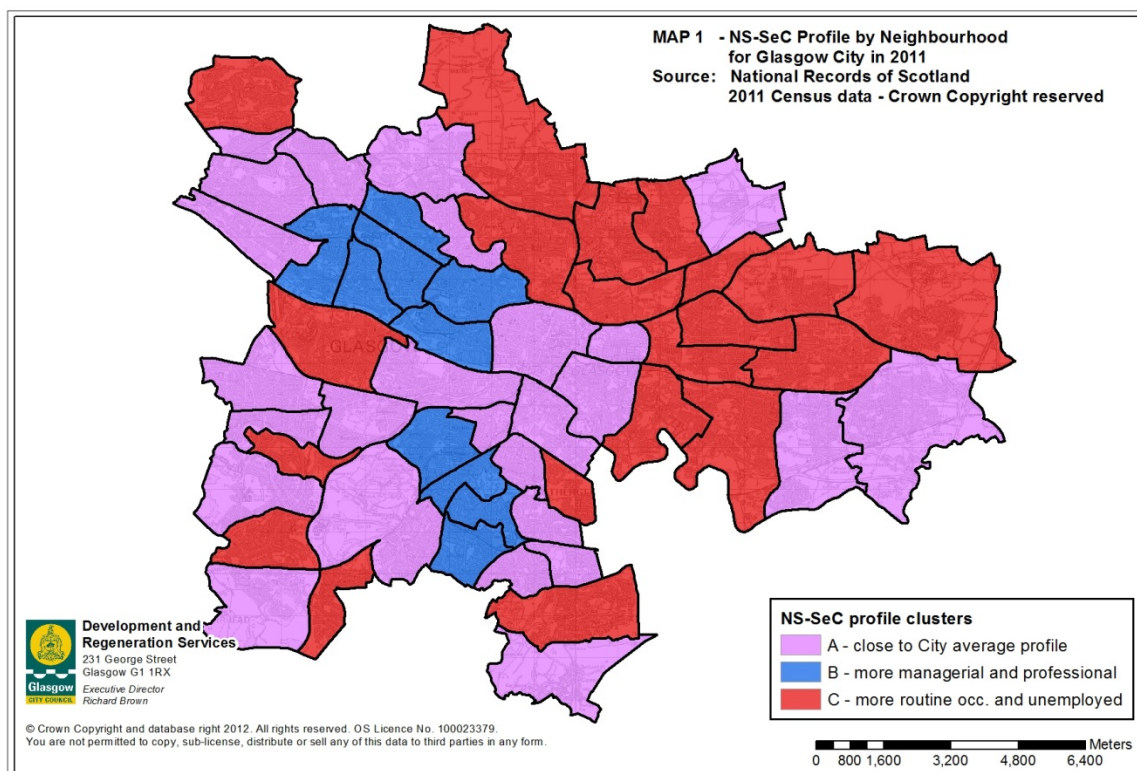 MAP 1 - NS-SeC Profile by Neighbourhood
for Glasgow City in 2011
Source: National Records of Scotland
2011 Census data - Crown Copyright reserved
NS-SeC profile clusters
A - close to City average profile
B - more managerial and professional
C - more routine occ. and unemployed
Development and
Regeneration Services
231 George Street
Glasgow G1 1RX
Executive Director
Richard Brown
Glasgow
CITY COUNCIL
© Crown Copyright and database right 2012. All rights reserved. OS Licence No. 100023379.
You are not permitted to copy, sub-license, distribute or sell any of this data to third parties in any form.
Meters
0 800 1,600 3,200 4,800 6,400